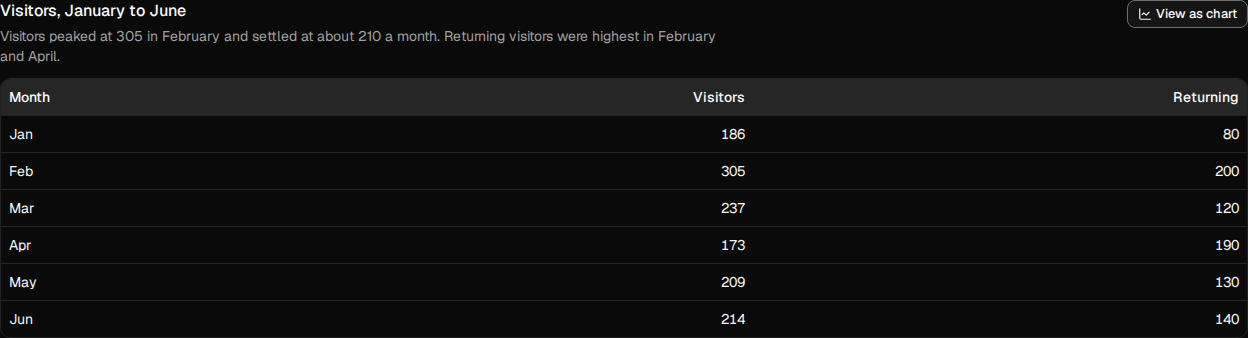 Visitors, January to June
View as chart
Visitors peaked at 305 in February and settled at about 210 a month. Returning visitors were highest in February
and April.
Month Visitors Returning
Jan 186 80
Feb 305 200
Mar 237 120
Apr 173 190
May 209 130
Jun 214 140